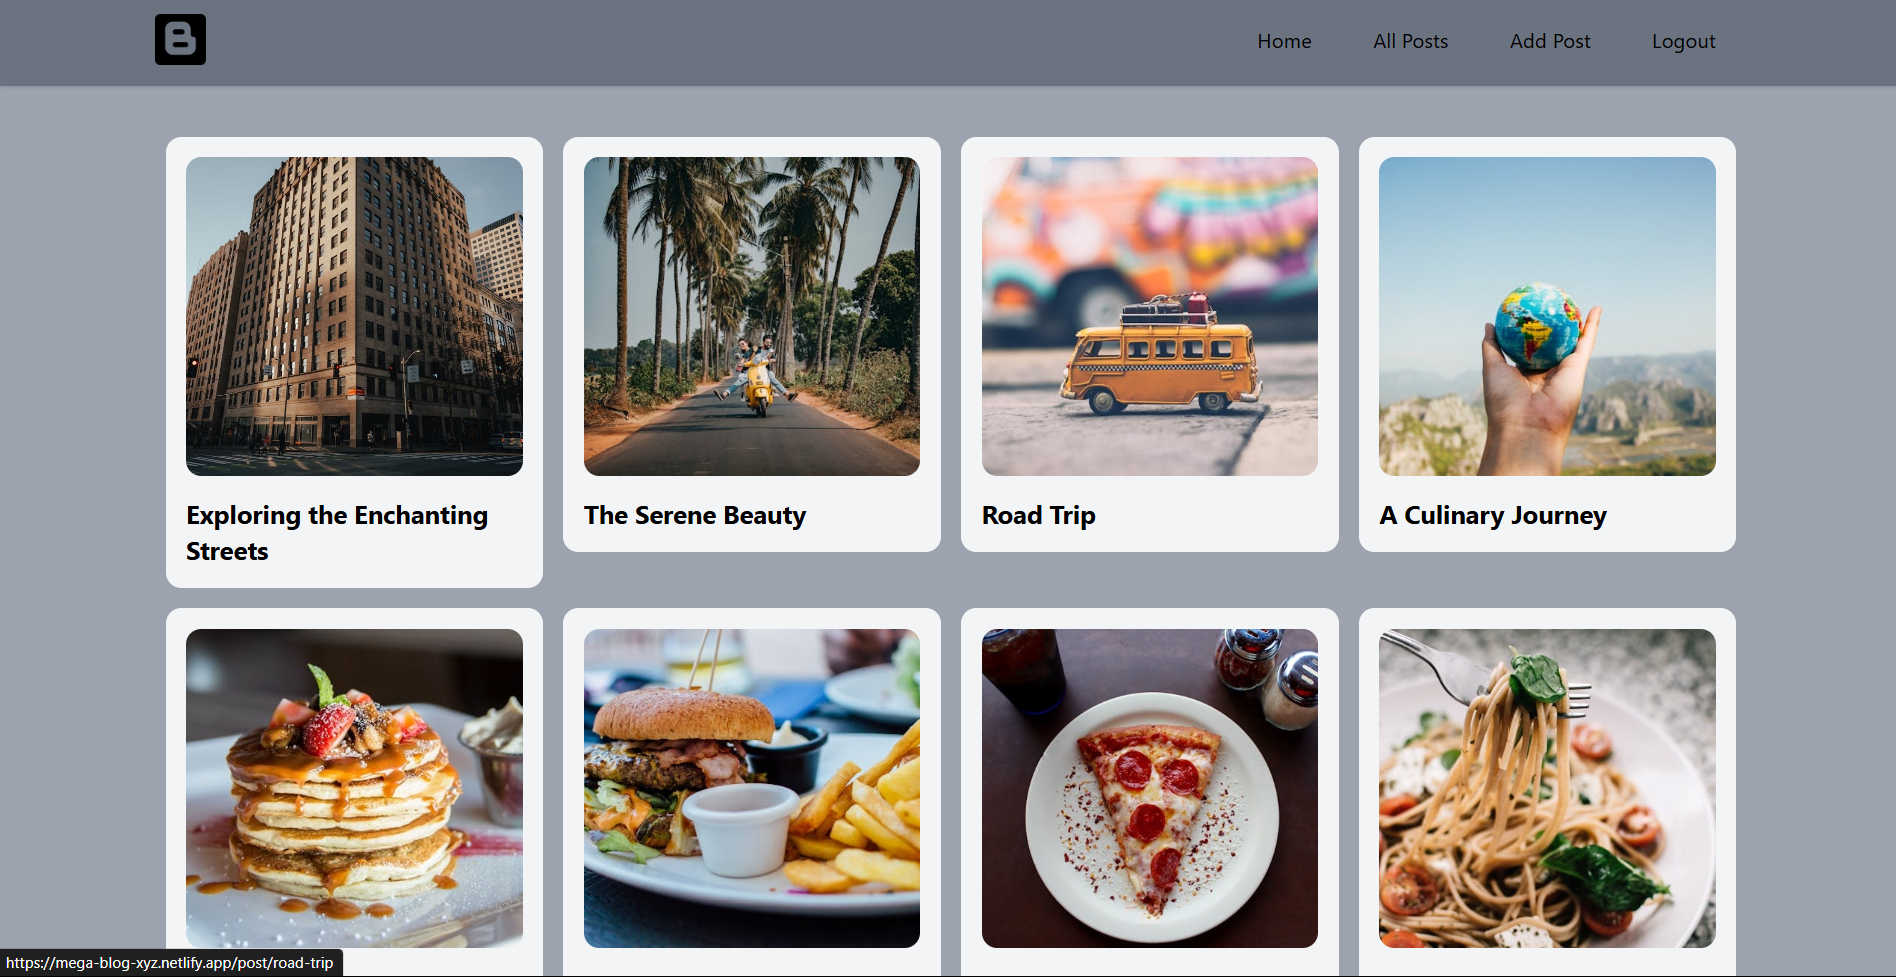 B
Home
All Posts
Add Post
Logout
Exploring the Enchanting
Streets
The Serene Beauty
Road Trip
A Culinary Journey
https://mega-blog-xyz.netlify.app/post/road-trip